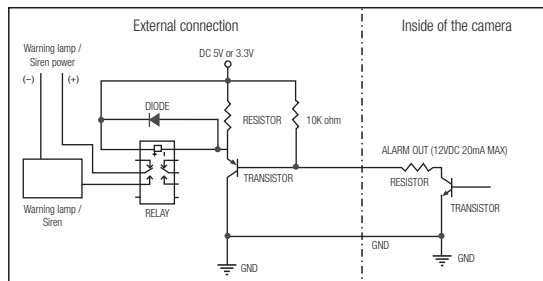 External connection
Inside of the camera
Warning lamp /
Siren power
(−)
(+)
DC 5V or 3.3V
DIODE
RESISTOR
10K ohm
ALARM OUT (12VDC 20mA MAX)
RESISTOR
TRANSISTOR
TRANSISTOR
Warning lamp /
Siren
RELAY
GND
GND
GND